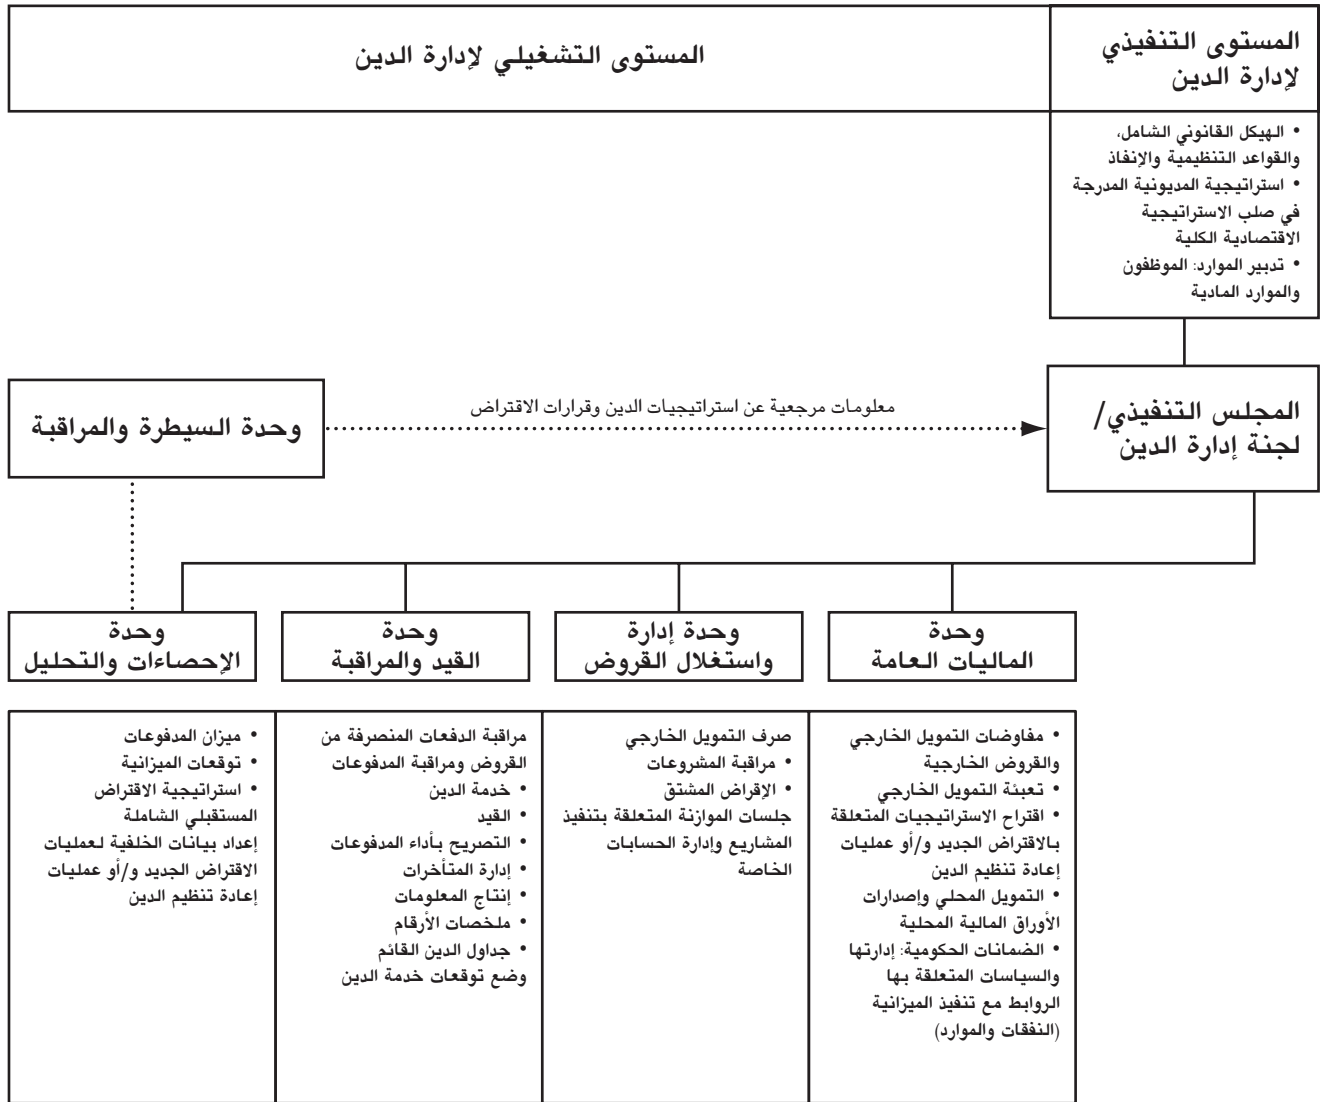 المستوى التنفيذي
لإدارة الدين
المستوى التشغيلي لإدارة الدين
• الهيكل القانوني الشامل،
والقواعد التنظيمية والإنفاذ
• استراتيجية المديونية المدرجة
في صلب الاستراتيجية
الاقتصادية الكلية
• تدبير الموارد: الموظفون
والموارد المادية
المجلس التنفيذي/
لجنة إدارة الدين
معلومات مرجعية عن استراتيجيات الدين وقرارات الاقتراض
وحدة السيطرة والمراقبة
وحدة
الماليات العامة
وحدة إدارة
واستغلال القروض
وحدة
القيد والمراقبة
وحدة
الإحصاءات والتحليل
• مفاوضات التمويل الخارجي
والقروض الخارجية
• تعبئة التمويل الخارجي
• اقتراح الاستراتيجيات المتعلقة
بالاقتراض الجديد و/أو عمليات
إعادة تنظيم الدين
• التمويل المحلي وإصدارات
الأوراق المالية المحلية
• الضمانات الحكومية: إدارتها
والسياسات المتعلقة بها
الروابط مع تنفيذ الميزانية
(النفقات والموارد)
صرف التمويل الخارجي
• مراقبة المشروعات
• الإقراض المشتق
جلسات الموازنة المتعلقة بتنفيذ
المشاريع وإدارة الحسابات
الخاصة
مراقبة الدفعات المنصرفة من
القروض ومراقبة المدفوعات
• خدمة الدين
• القيد
• التصريح بأداء المدفوعات
• إدارة المتأخرات
• إنتاج المعلومات
• ملخصات الأرقام
• جداول الدين القائم
وضع توقعات خدمة الدين
• ميزان المدفوعات
• توقعات الميزانية
• استراتيجية الاقتراض
المستقبلي الشاملة
إعداد بيانات الخلفية لعمليات
الاقتراض الجديد و/أو عمليات
إعادة تنظيم الدين